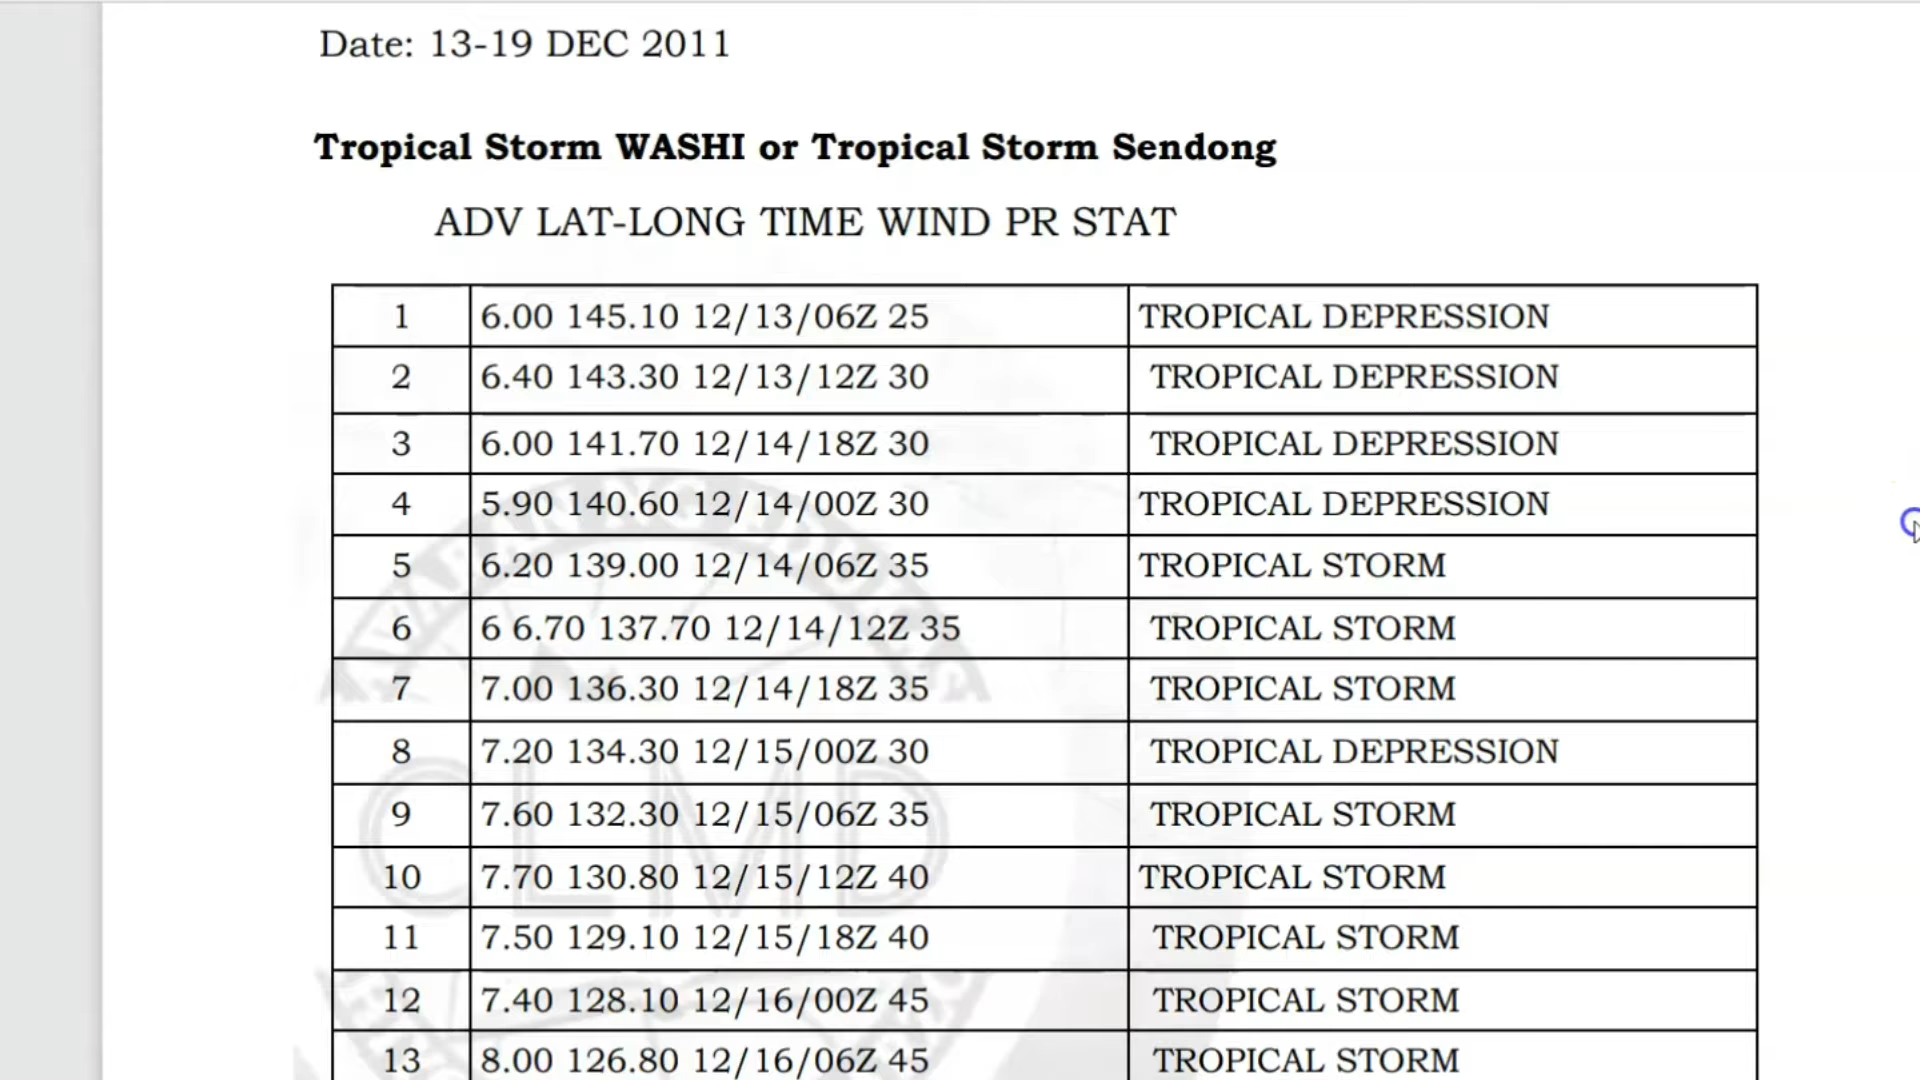 Date: 13-19 DEC 2011
Tropical Storm WASHI or Tropical Storm Sendong
ADV LAT-LONG TIME WIND PR STAT
1 6.00 145.10 12/13/06Z 25 TROPICAL DEPRESSION
2 6.40 143.30 12/13/12Z 30 TROPICAL DEPRESSION
3 6.00 141.70 12/14/18Z 30 TROPICAL DEPRESSION
4 5.90 140.60 12/14/00Z 30 TROPICAL DEPRESSION
5 6.20 139.00 12/14/06Z 35 TROPICAL STORM
6 6 6.70 137.70 12/14/12Z 35 TROPICAL STORM
7 7.00 136.30 12/14/18Z 35 TROPICAL STORM
8 7.20 134.30 12/15/00Z 30 TROPICAL DEPRESSION
9 7.60 132.30 12/15/06Z 35 TROPICAL STORM
10 7.70 130.80 12/15/12Z 40 TROPICAL STORM
11 7.50 129.10 12/15/18Z 40 TROPICAL STORM
12 7.40 128.10 12/16/00Z 45 TROPICAL STORM
13 8.00 126.80 12/16/06Z 45 TROPICAL STORM
CLMD